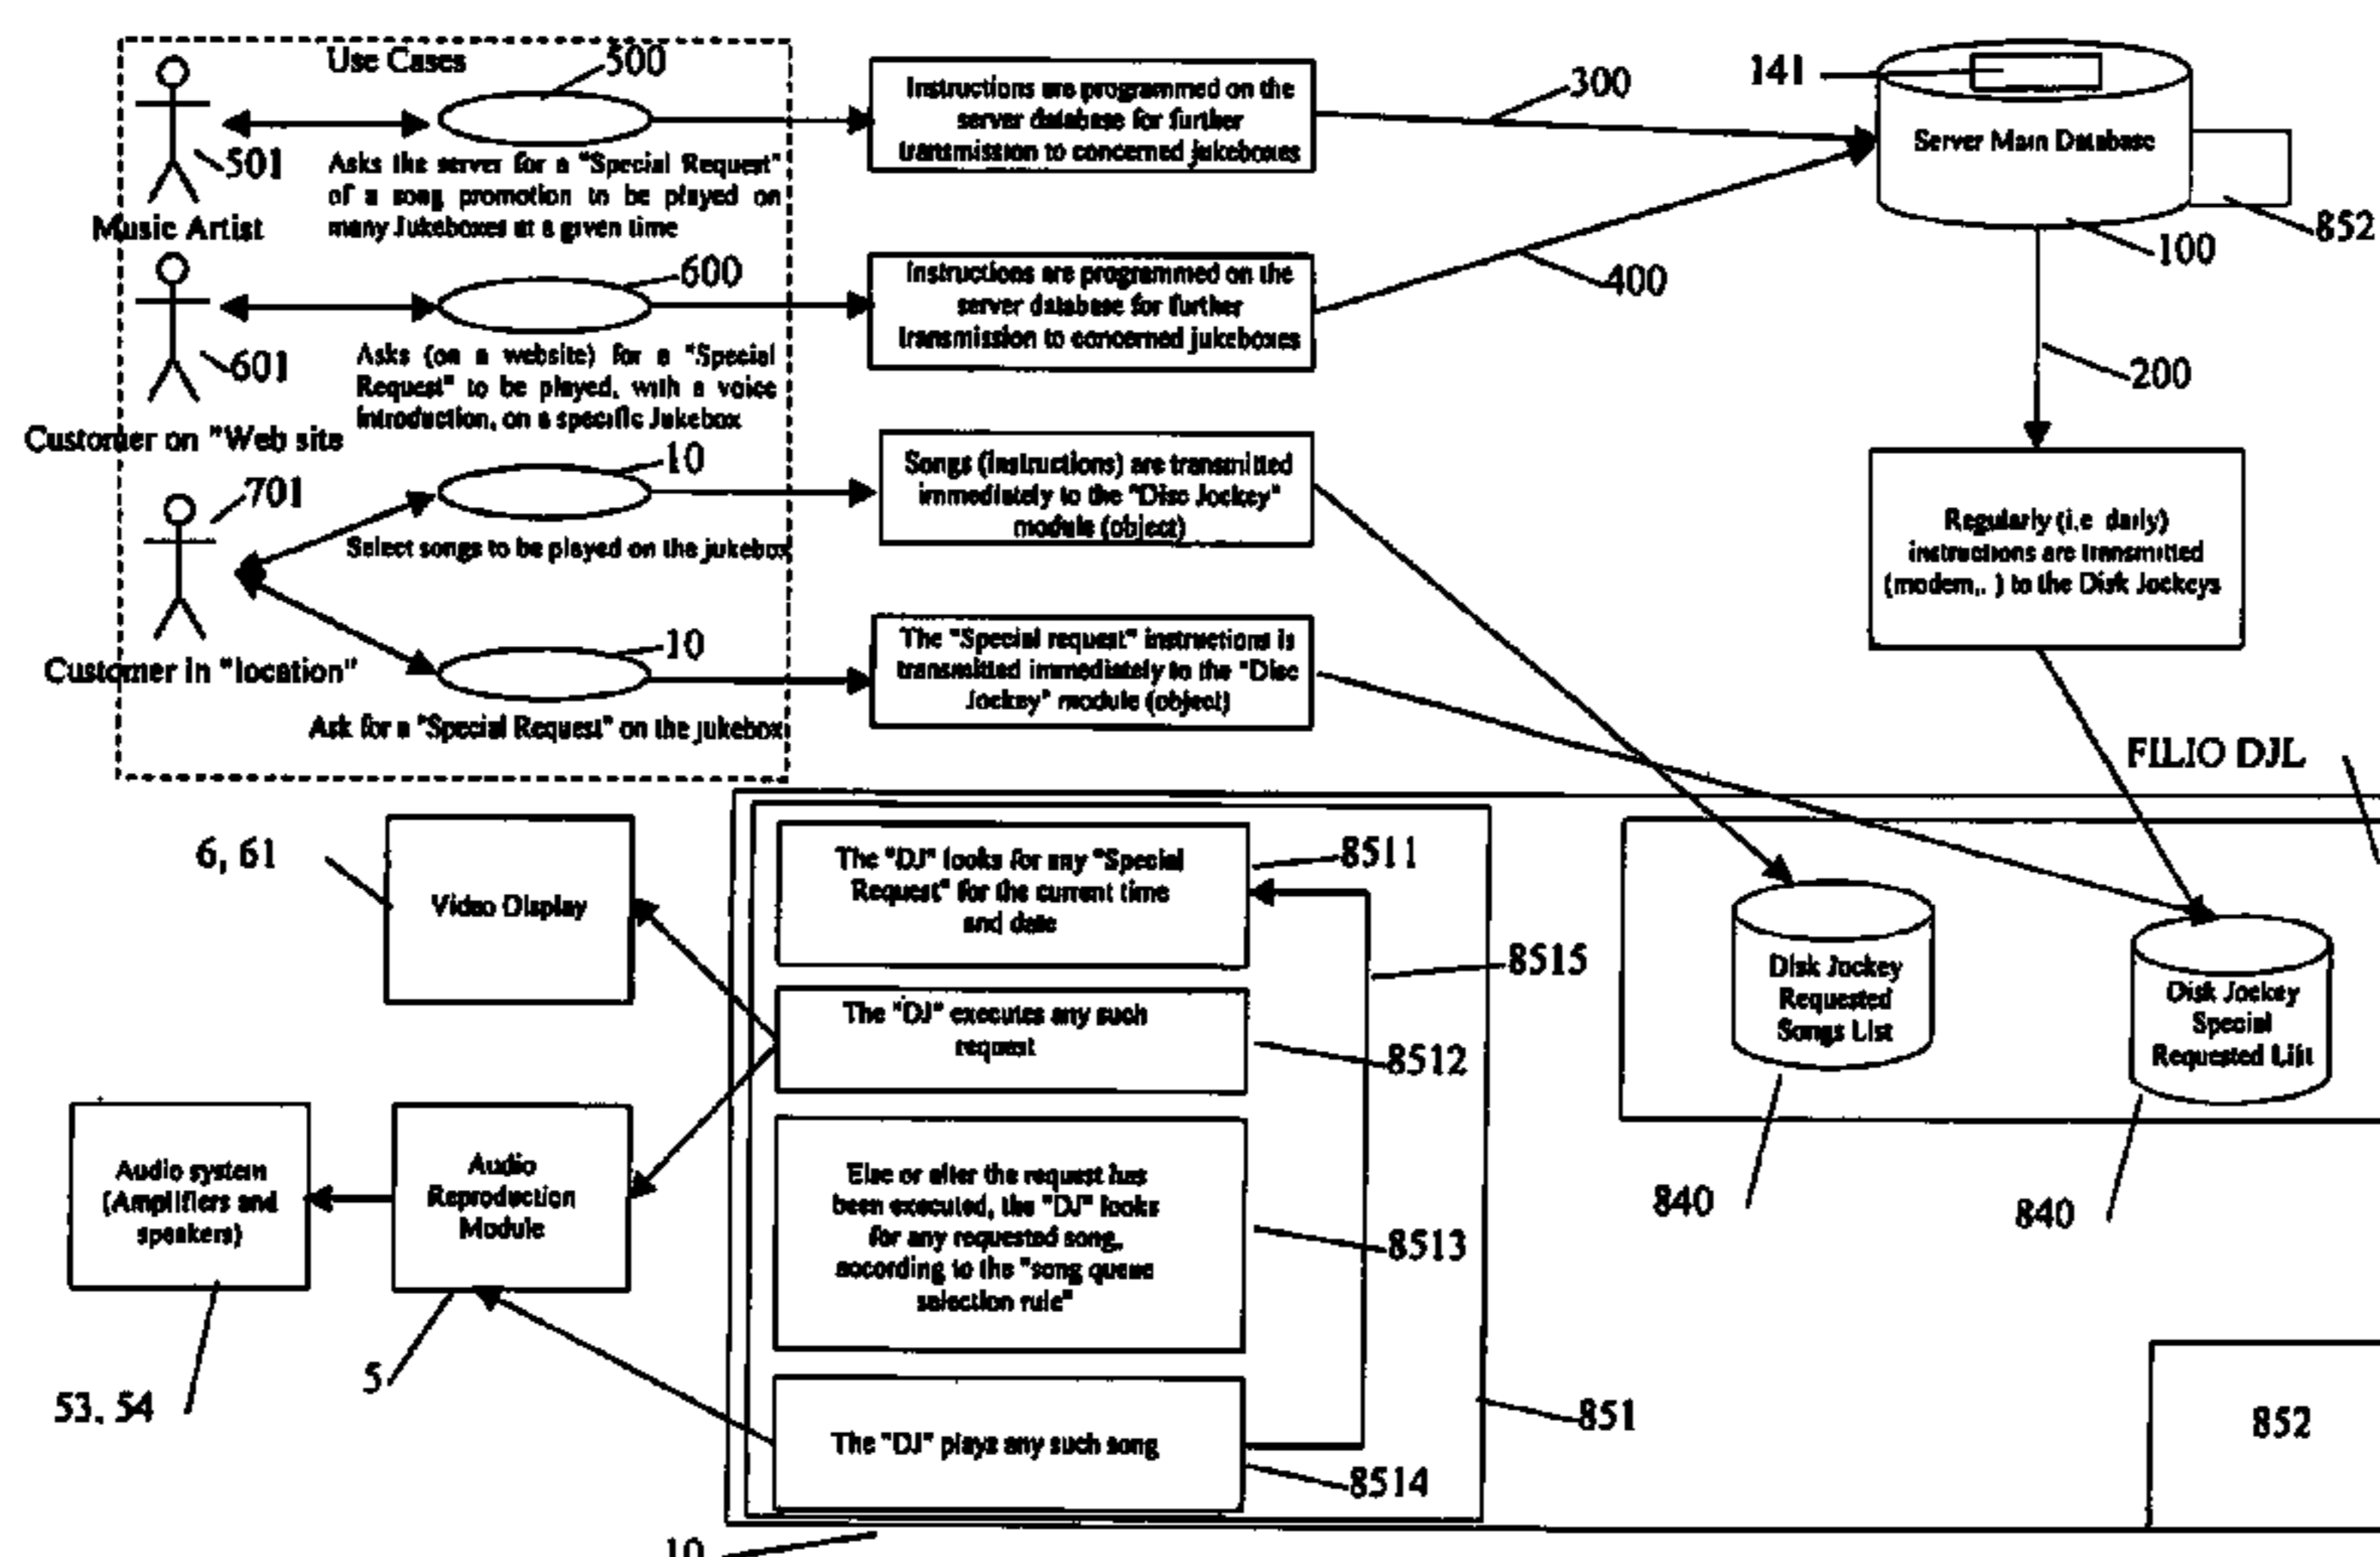 Use Cases
500
501
Asks the server for a "Special Request"
of a song promotion to be played on
many Jukeboxes at a given time
Music Artist
Instructions are programmed on the
server database for further
transmission to concerned jukeboxes
300
141
Server Main Database
852
100
600
601
Asks (on a website) for a "Special
Request" to be played, with a voice
introduction, on a specific Jukebox
Customer on "Web site
Instructions are programmed on the
server database for further
transmission to concerned jukeboxes
400
200
10
701
Select songs to be played on the jukebox
Songs (instructions) are transmitted
immediately to the "Disc Jockey"
module (object)
Regularly (i.e daily)
instructions are transmitted
(modem,. ) to the Disk Jockeys
10
Customer in "location"
Ask for a "Special Request" on the jukebox
The "Special request" instructions is
transmitted immediately to the "Disc
Jockey" module (object)
FILIO DJL
6, 61
Video Display
The "DJ" looks for any "Special
Request" for the current time
and date
8511
8515
The "DJ" executes any such
request
8512
Disk Jockey
Requested
Songs List
Disk Jockey
Special
Requested List
840
840
Audio system
(Amplifiers and
speakers)
Audio
Reproduction
Module
Else or after the request has
been executed, the "DJ" looks
for any requested song,
according to the "song queue
selection rule"
8513
53, 54
5
The "DJ" plays any such song
8514
851
852
10